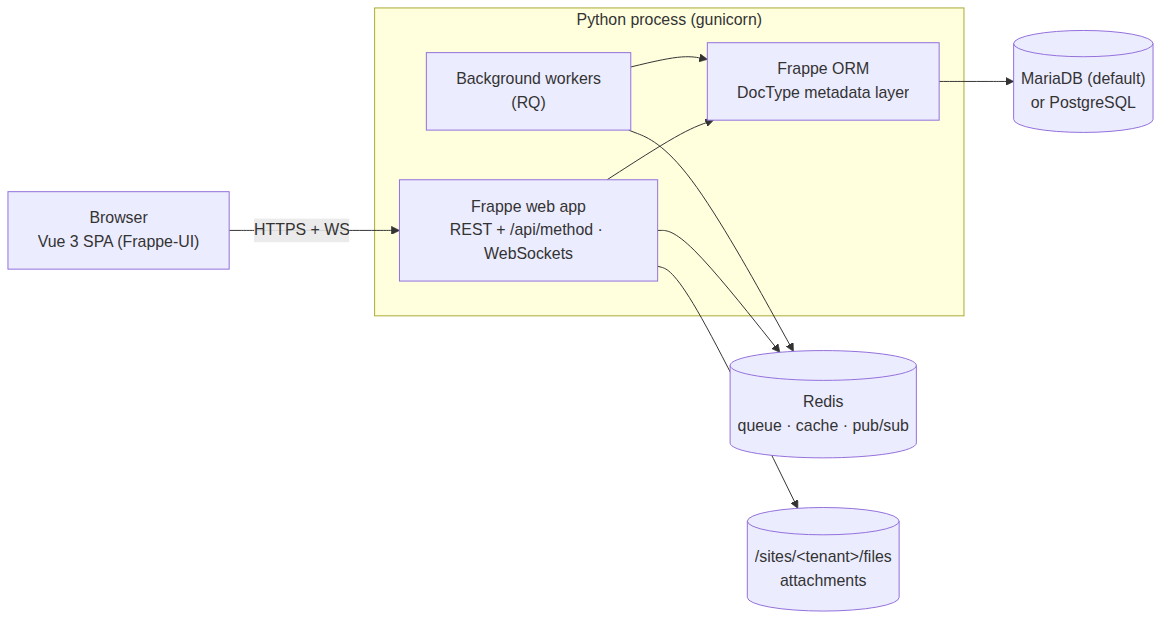 Python process (gunicorn)
Background workers
(RQ)
Frappe ORM
DocType metadata layer
MariaDB (default)
or PostgreSQL
Browser
Vue 3 SPA (Frappe-UI)
HTTPS + WS
Frappe web app
REST + /api/method ·
WebSockets
Redis
queue · cache · pub/sub
/sites/<tenant>/files
attachments